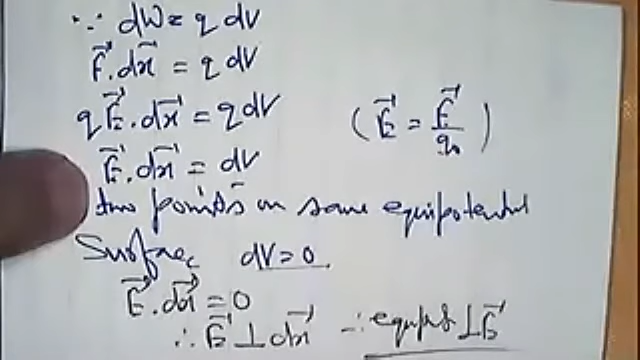 ∵ dW = q dV
F⃗.dx⃗ = q dV
qE⃗.dx⃗ = q dV (E⃗ = F⃗/q₀)
E⃗.dx⃗ = dV
two points on same equipotential
Surface dV = 0
E⃗.dx⃗ = 0
∴ E⃗ ⊥ dx⃗ ∴ equipot ⊥ E⃗